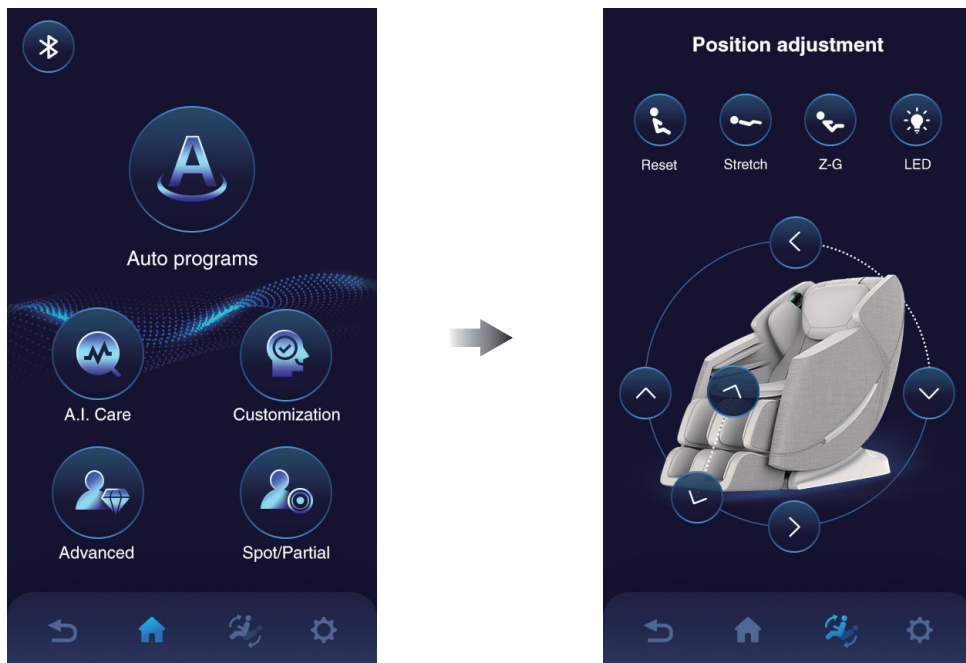 Auto programs
A.I. Care
Customization
Advanced
Spot/Partial
Position adjustment
Reset
Stretch
Z-G
LED